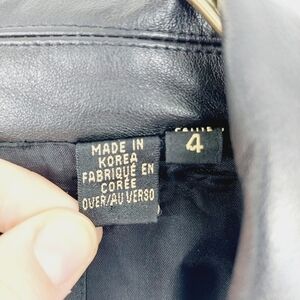 MADE IN
KOREA
FABRIQUÉ EN
CORÉE
OVER/AU VERSO
4